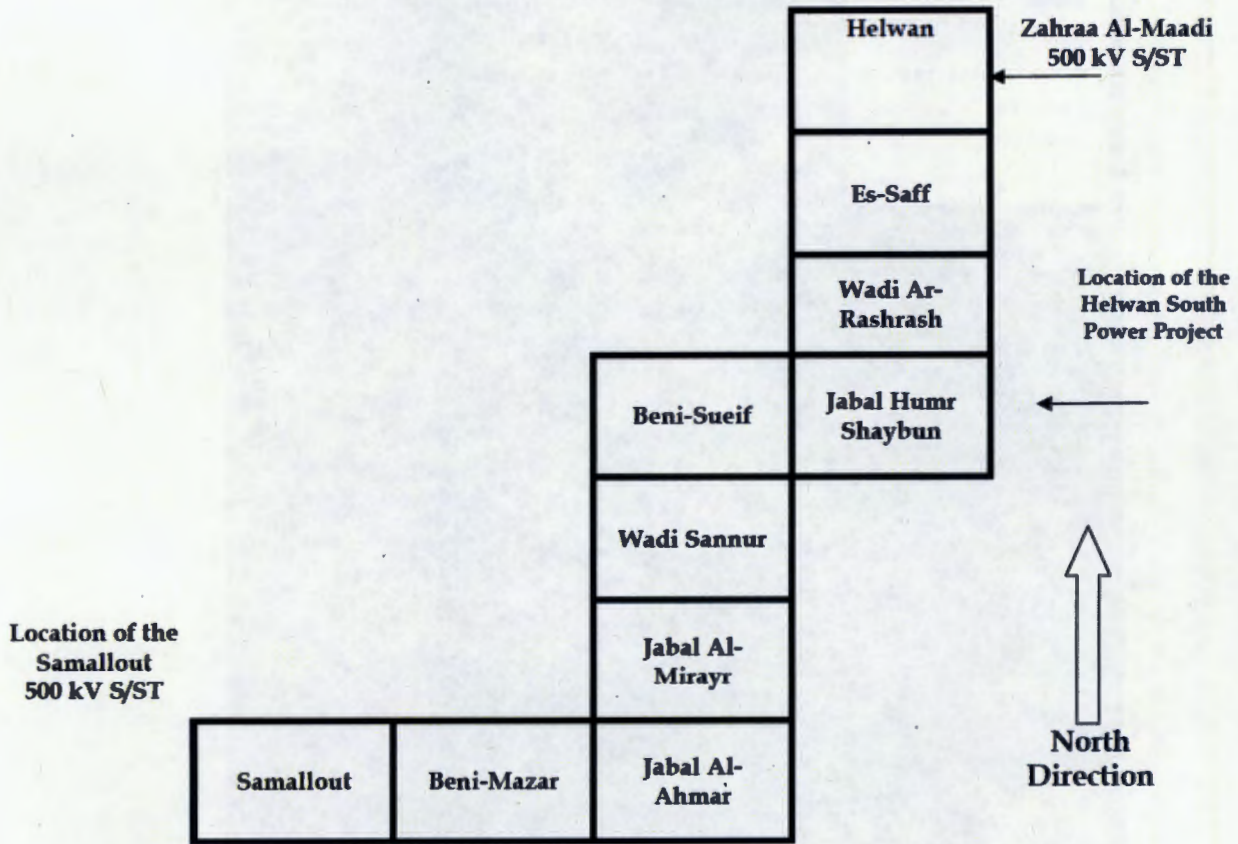 Helwan
Zahraa Al-Maadi
500 kV S/ST
Es-Saff
Wadi Ar-
Rashrash
Location of the
Helwan South
Power Project
Beni-Sueif
Jabal Humr
Shaybun
Wadi Sannur
Location of the
Samallout
500 kV S/ST
Jabal Al-
Mirayr
North
Direction
Samallout
Beni-Mazar
Jabal Al-
Ahmar